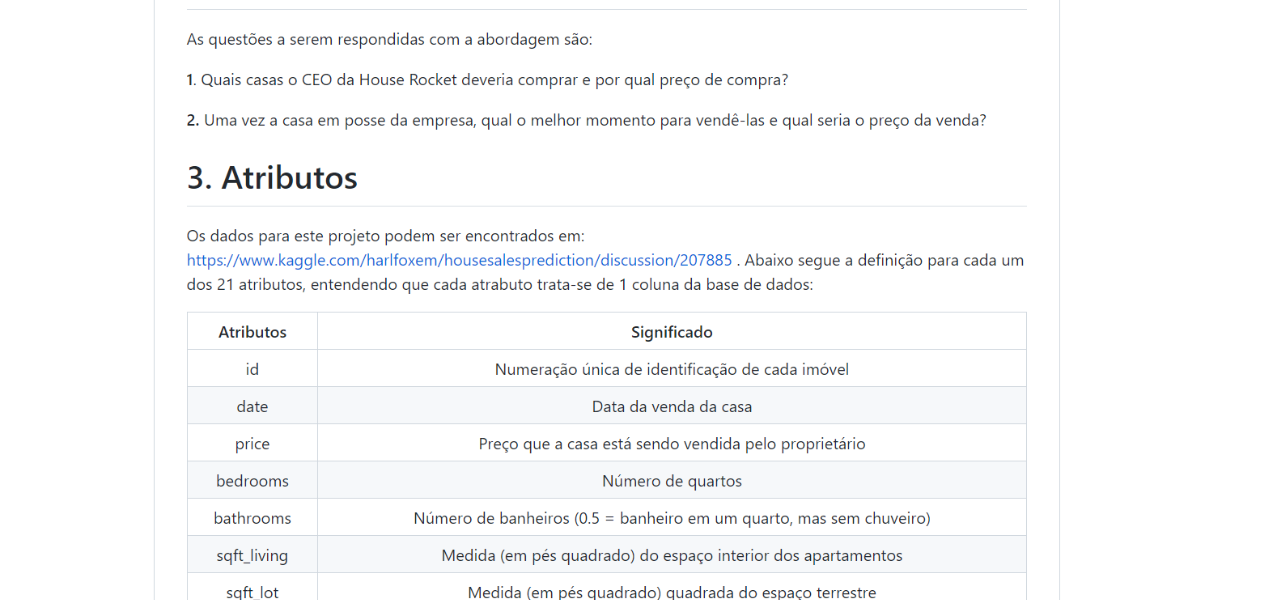 As questões a serem respondidas com a abordagem são:
1. Quais casas o CEO da House Rocket deveria comprar e por qual preço de compra?
2. Uma vez a casa em posse da empresa, qual o melhor momento para vendê-las e qual seria o preço da venda?
3. Atributos
Os dados para este projeto podem ser encontrados em:
https://www.kaggle.com/harlfoxem/housesalesprediction/discussion/207885 . Abaixo segue a definição para cada um
dos 21 atributos, entendendo que cada atrabuto trata-se de 1 coluna da base de dados:
Atributos Significado
id Numeração única de identificação de cada imóvel
date Data da venda da casa
price Preço que a casa está sendo vendida pelo proprietário
bedrooms Número de quartos
bathrooms Número de banheiros (0.5 = banheiro em um quarto, mas sem chuveiro)
sqft_living Medida (em pés quadrado) do espaço interior dos apartamentos
sqft_lot Medida (em pés quadrado) quadrada do espaço terrestre